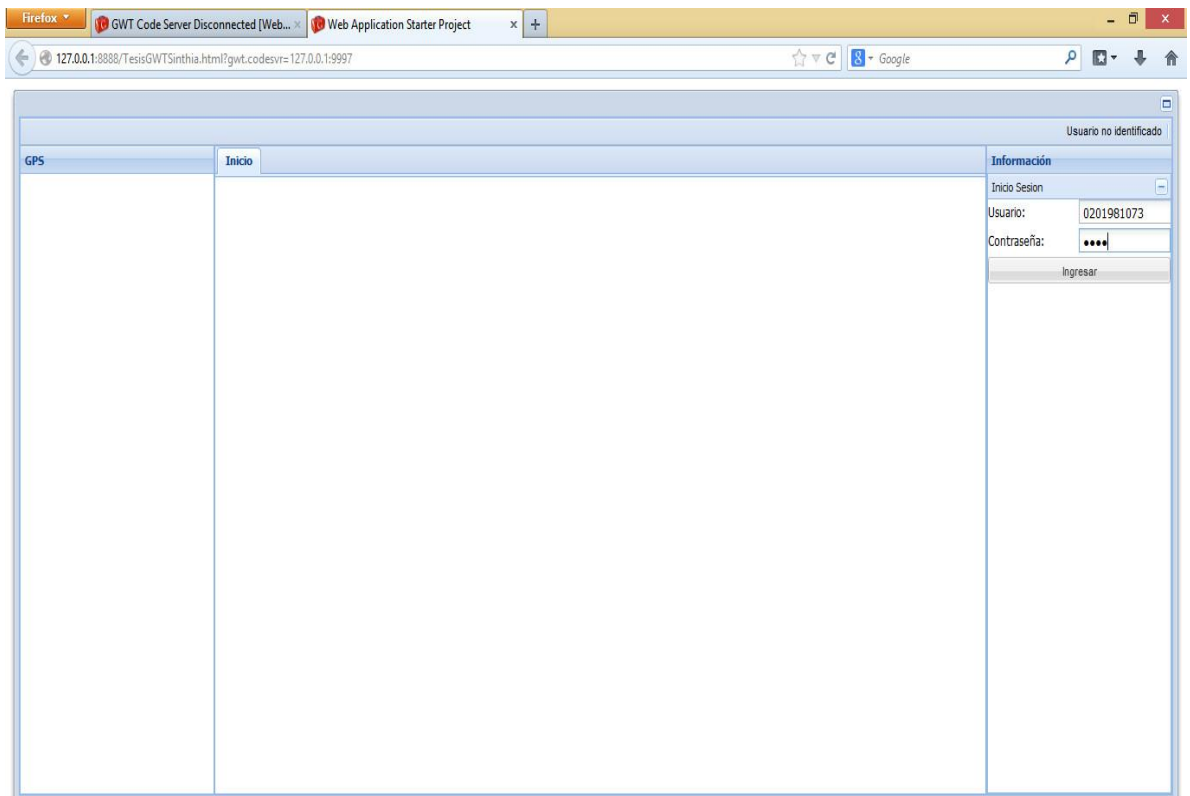 Firefox
GWT Code Server Disconnected [Web... ×
Web Application Starter Project x
+
127.0.0.1:8888/TesisGWTSinthia.html?gwt.codesvr=127.0.0.1:9997
Google
Usuario no identificado
GPS
Inicio
Información
Inicio Sesion
Usuario: 0201981073
Contraseña: ••••
Ingresar